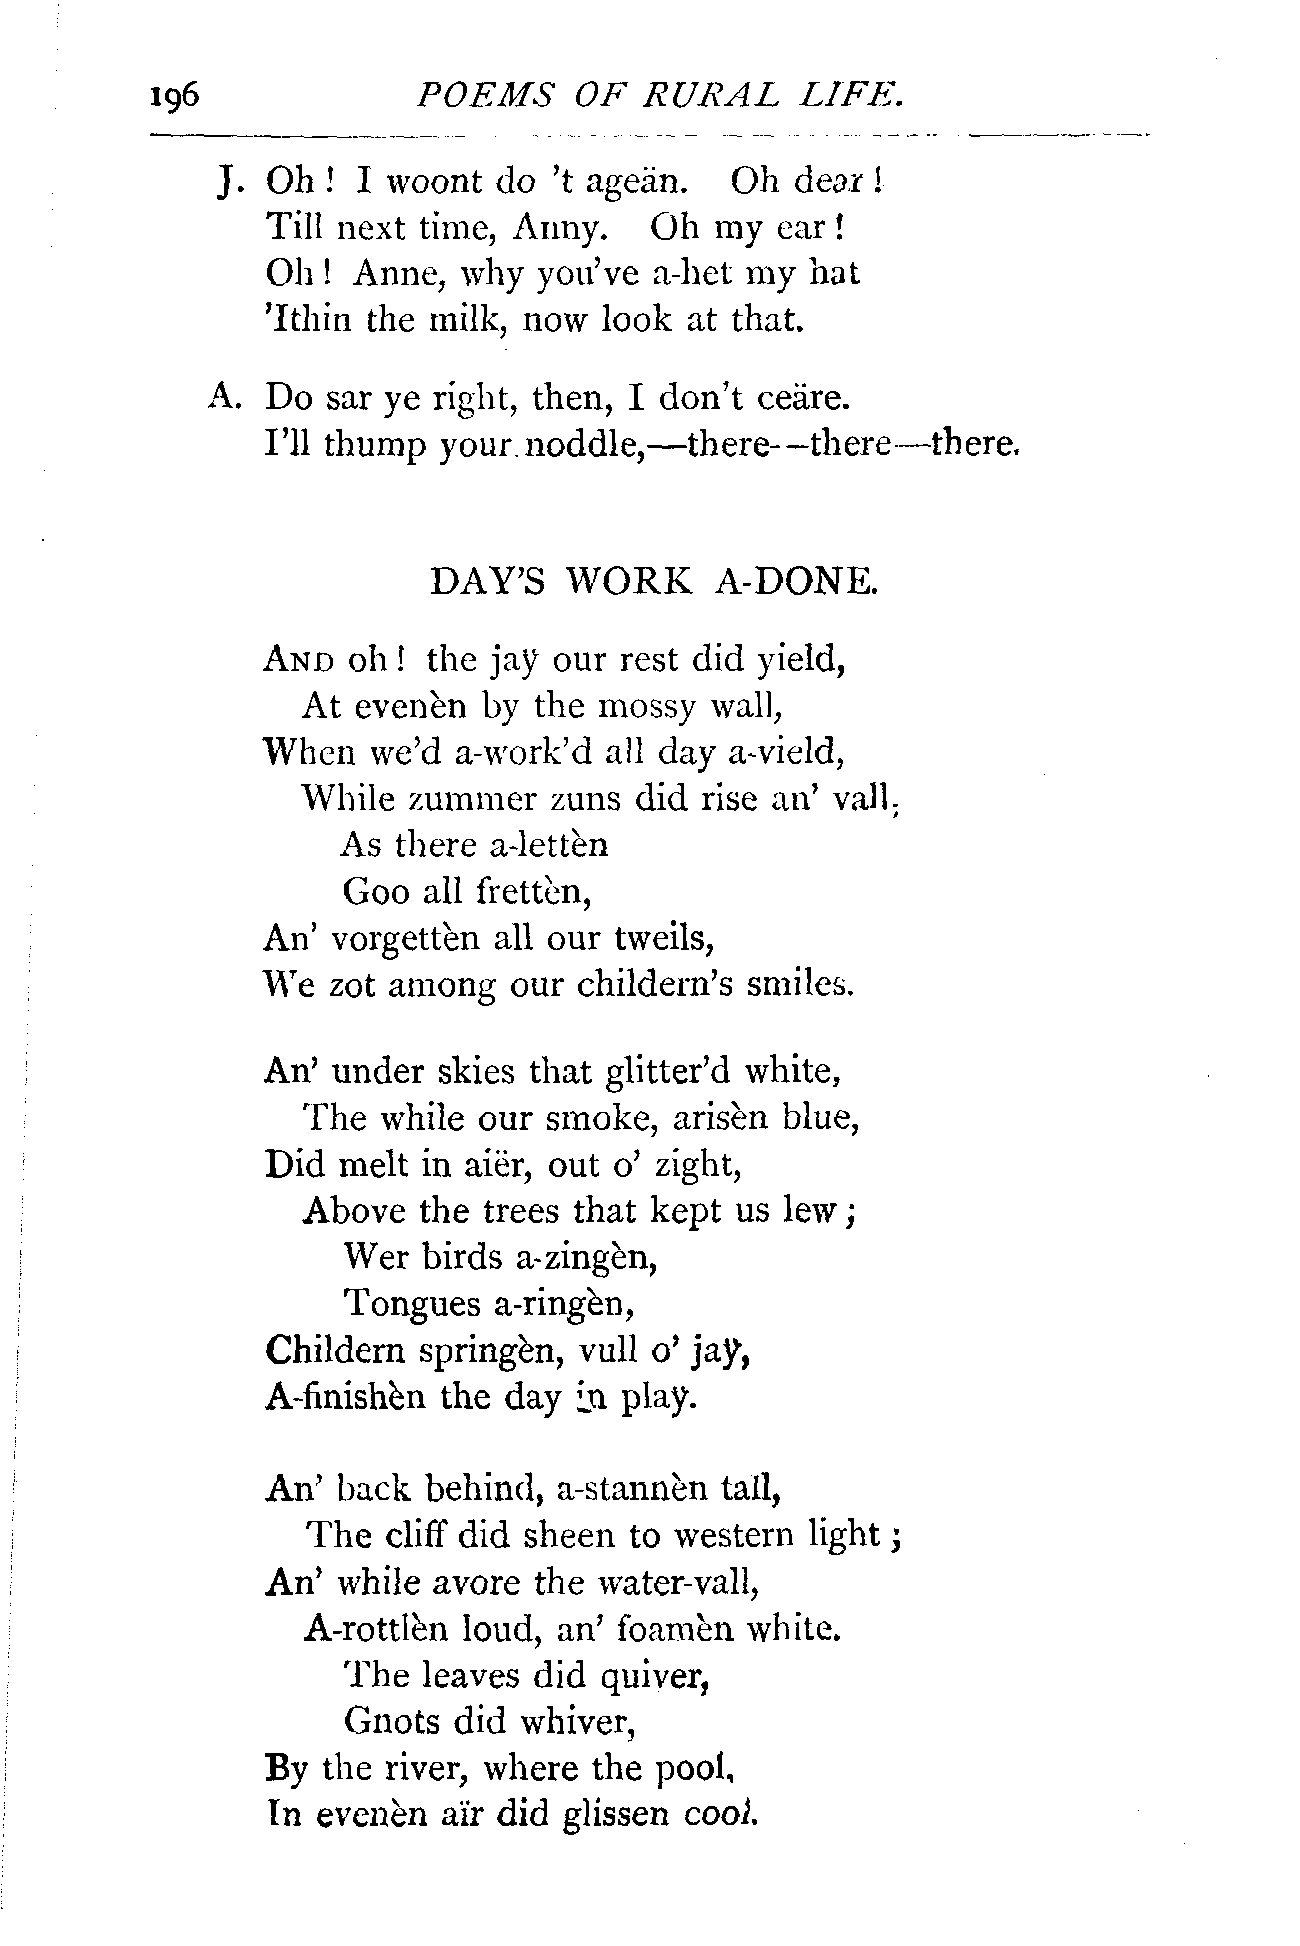 196 POEMS OF RURAL LIFE.
J. Oh ! I woont do 't ageän. Oh dear !
Till next time, Anny. Oh my ear !
Oh ! Anne, why you've a-het my hat
'Ithin the milk, now look at that.
A. Do sar ye right, then, I don't ceäre.
I'll thump your noddle,—there—there—there.
DAY'S WORK A-DONE.
AND oh ! the jaÿ our rest did yield,
At evenèn by the mossy wall,
When we'd a-work'd all day a-vield,
While zummer zuns did rise an' vall;
As there a-lettèn
Goo all frettèn,
An' vorgettèn all our tweils,
We zot among our childern's smiles.
An' under skies that glitter'd white,
The while our smoke, arisèn blue,
Did melt in aiër, out o' zight,
Above the trees that kept us lew ;
Wer birds a-zingèn,
Tongues a-ringèn,
Childern springèn, vull o' jaÿ,
A-finishèn the day in plaÿ.
An' back behind, a-stannèn tall,
The cliff did sheen to western light ;
An' while avore the water-vall,
A-rottlèn loud, an' foamèn white.
The leaves did quiver,
Gnots did whiver,
By the river, where the pool,
In evenèn aïr did glissen cool.